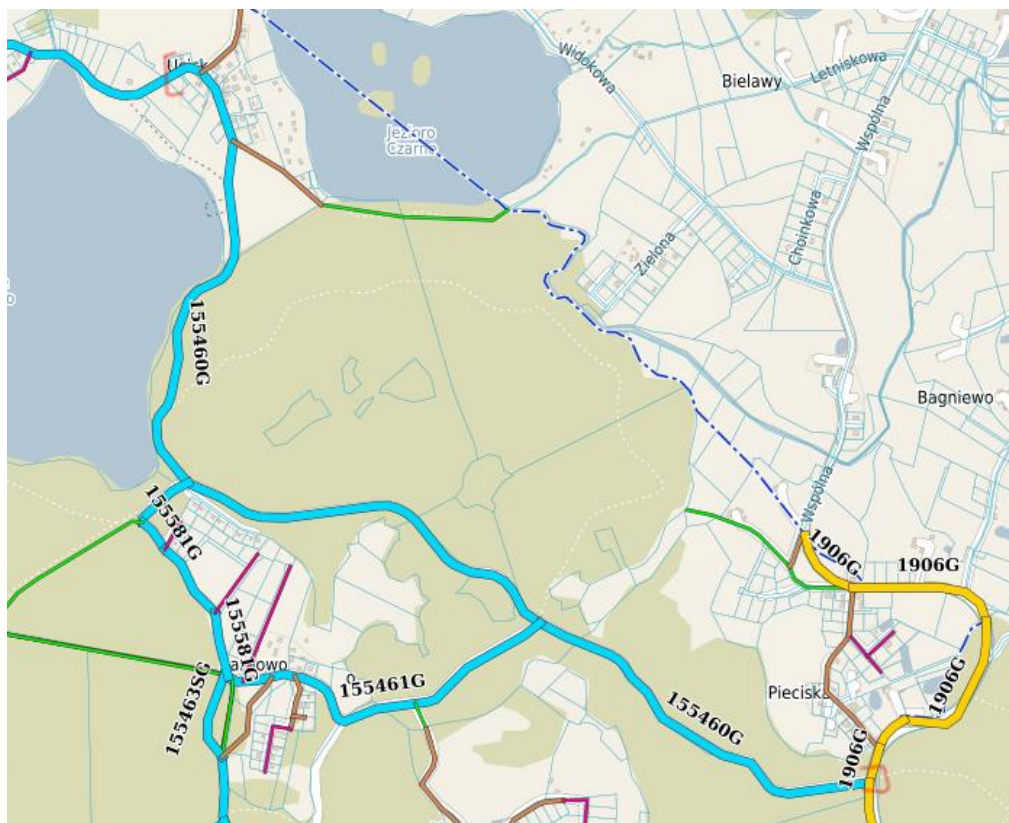 Widokowa
Bielawy
Letniskowa
Wspólna
Jezioro
Czarne
Choinkowa
Zielona
155460G
Bagniewo
155581G
Wspólna
1906G
1906G
155581G
155461G
155463SG
Pieciska
155460G
1906G
1906G